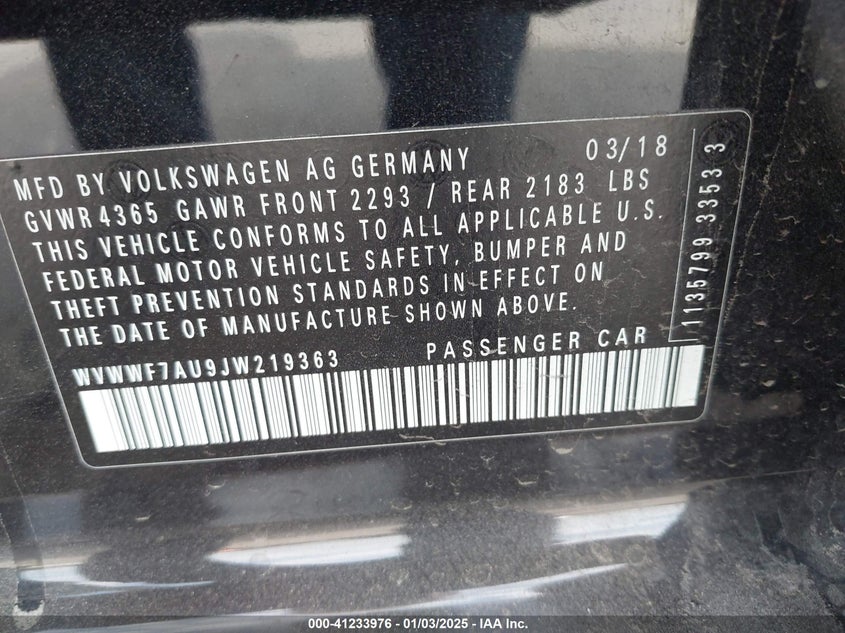 MFD BY VOLKSWAGEN AG GERMANY 03/18
GVWR 4365 GAWR FRONT 2293 / REAR 2183 LBS
THIS VEHICLE CONFORMS TO ALL APPLICABLE U.S.
FEDERAL MOTOR VEHICLE SAFETY, BUMPER AND
THEFT PREVENTION STANDARDS IN EFFECT ON
THE DATE OF MANUFACTURE SHOWN ABOVE.
WVWWF7AU9JW219363 PASSENGER CAR
1135799 33533
000-41233976 — 01/03/2025 — IAA Inc.